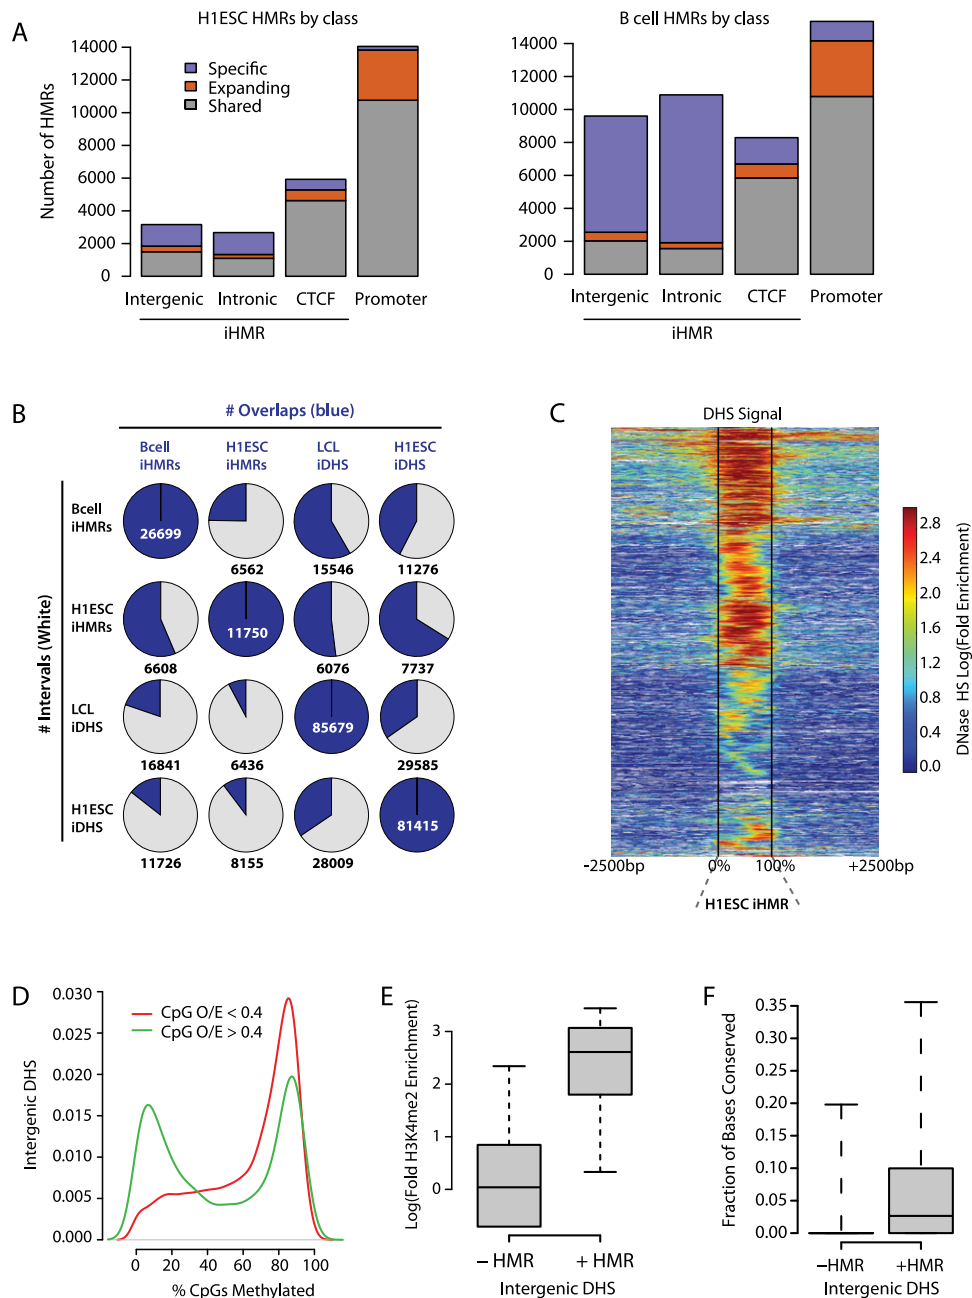 A
H1ESC HMRs by class
Number of HMRs
14000
12000
10000
8000
6000
4000
2000
0
Specific
Expanding
Shared
Intergenic Intronic CTCF Promoter
iHMR
B cell HMRs by class
14000
12000
10000
8000
6000
4000
2000
0
Intergenic Intronic CTCF Promoter
iHMR
B
# Overlaps (blue)
Bcell iHMRs
H1ESC iHMRs
LCL iDHS
H1ESC iDHS
# Intervals (White)
Bcell iHMRs
26699 6562 15546 11276
H1ESC iHMRs
6608 11750 6076 7737
LCL iDHS
16841 6436 85679 29585
H1ESC iDHS
11726 8155 28009 81415
C
DHS Signal
-2500bp 0% 100% +2500bp
H1ESC iHMR
2.8
2.4
2.0
1.6
1.2
0.8
0.4
0.0
DNase HS Log(Fold Enrichment)
D
Intergenic DHS
0.030
0.025
0.020
0.015
0.010
0.005
0.000
CpG O/E < 0.4
CpG O/E > 0.4
0 20 40 60 80 100
% CpGs Methylated
E
Log(Fold H3K4me2 Enrichment)
3
2
1
0
– HMR + HMR
Intergenic DHS
F
Fraction of Bases Conserved
0.35
0.30
0.25
0.20
0.15
0.10
0.05
0.00
–HMR +HMR
Intergenic DHS